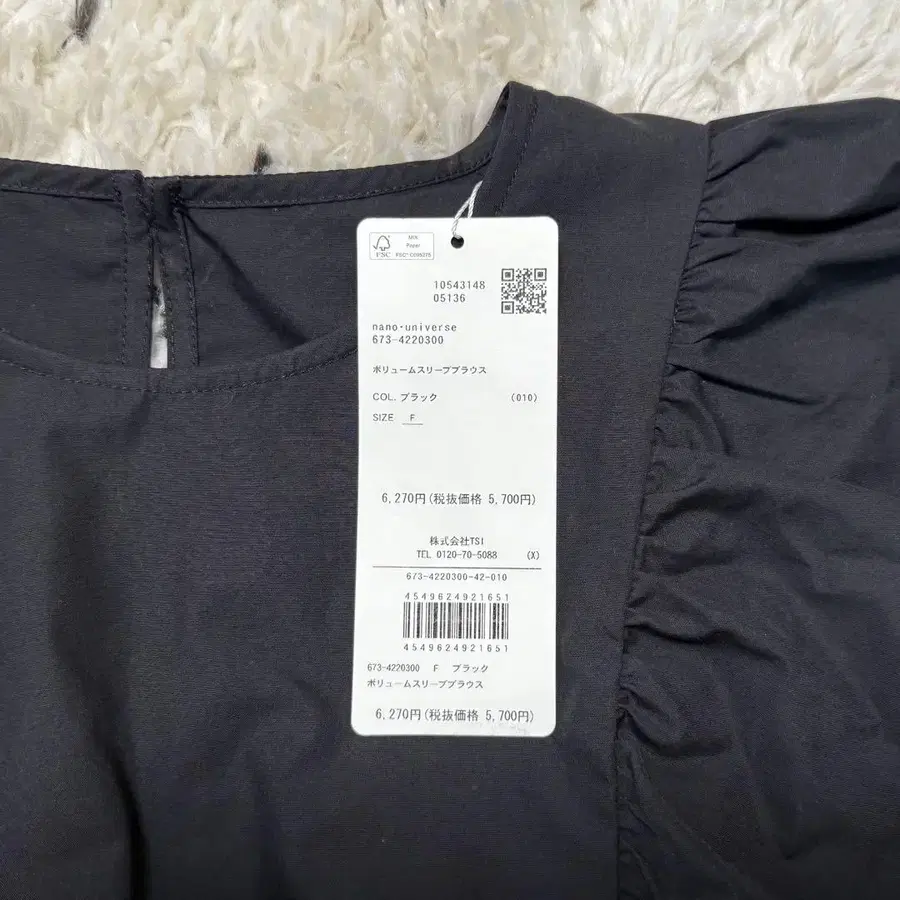 MIX
Paper
FSC
10543148
05136
nano・universe
673-4220300
ボリュームスリーブブラウス
COL. ブラック (010)
SIZE F
6,270円(税抜価格 5,700円)
株式会社TSI
TEL 0120-70-5088 (X)
673-4220300-42-010
4549624921651
4549624921651
673-4220300 F ブラック
ボリュームスリーブブラウス
6,270円(税抜価格 5,700円)